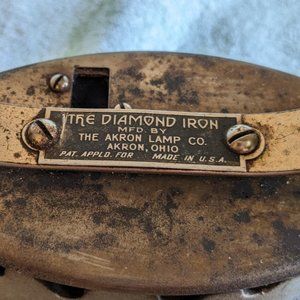 THE DIAMOND IRON
MFD. BY
THE AKRON LAMP CO.
AKRON, OHIO
PAT. APPLD. FOR MADE IN U.S.A.